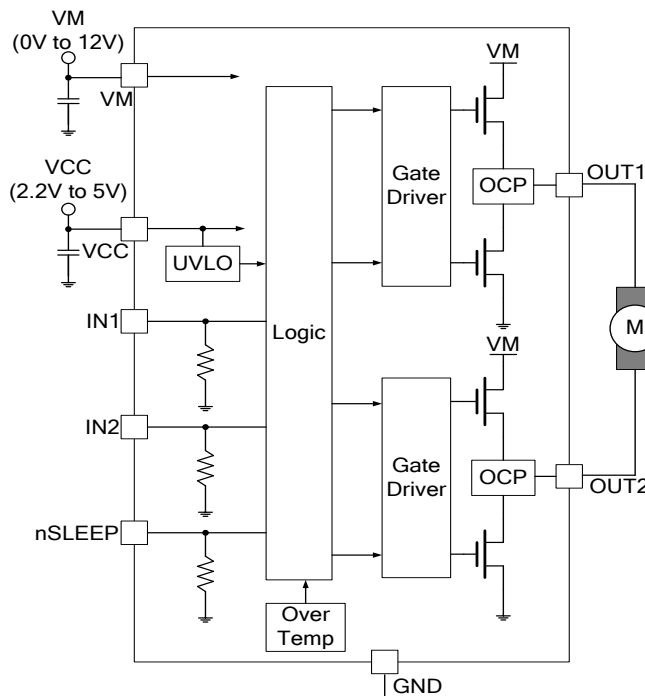 VM
(0V to 12V)
VM
VCC
(2.2V to 5V)
VCC
UVLO
IN1
IN2
nSLEEP
Logic
Over
Temp
Gate
Driver
VM
OCP
OUT1
M
Gate
Driver
VM
OCP
OUT2
GND